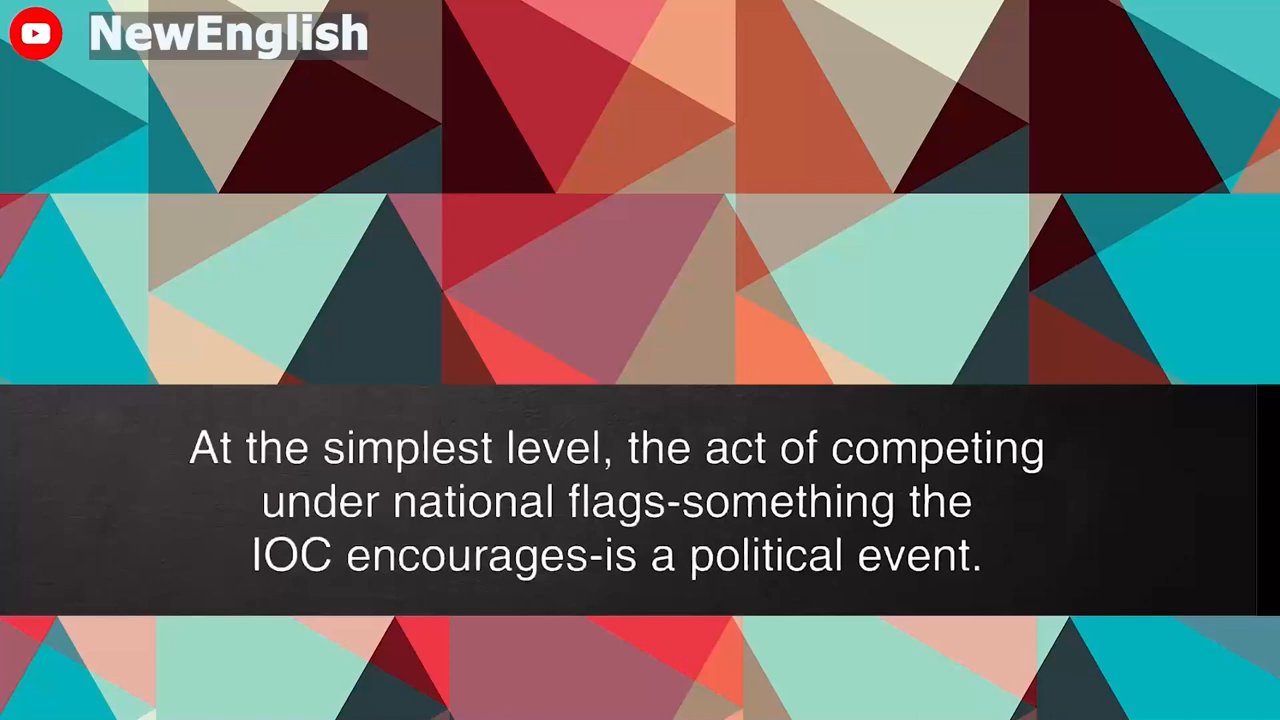 NewEnglish
At the simplest level, the act of competing
under national flags-something the
IOC encourages-is a political event.